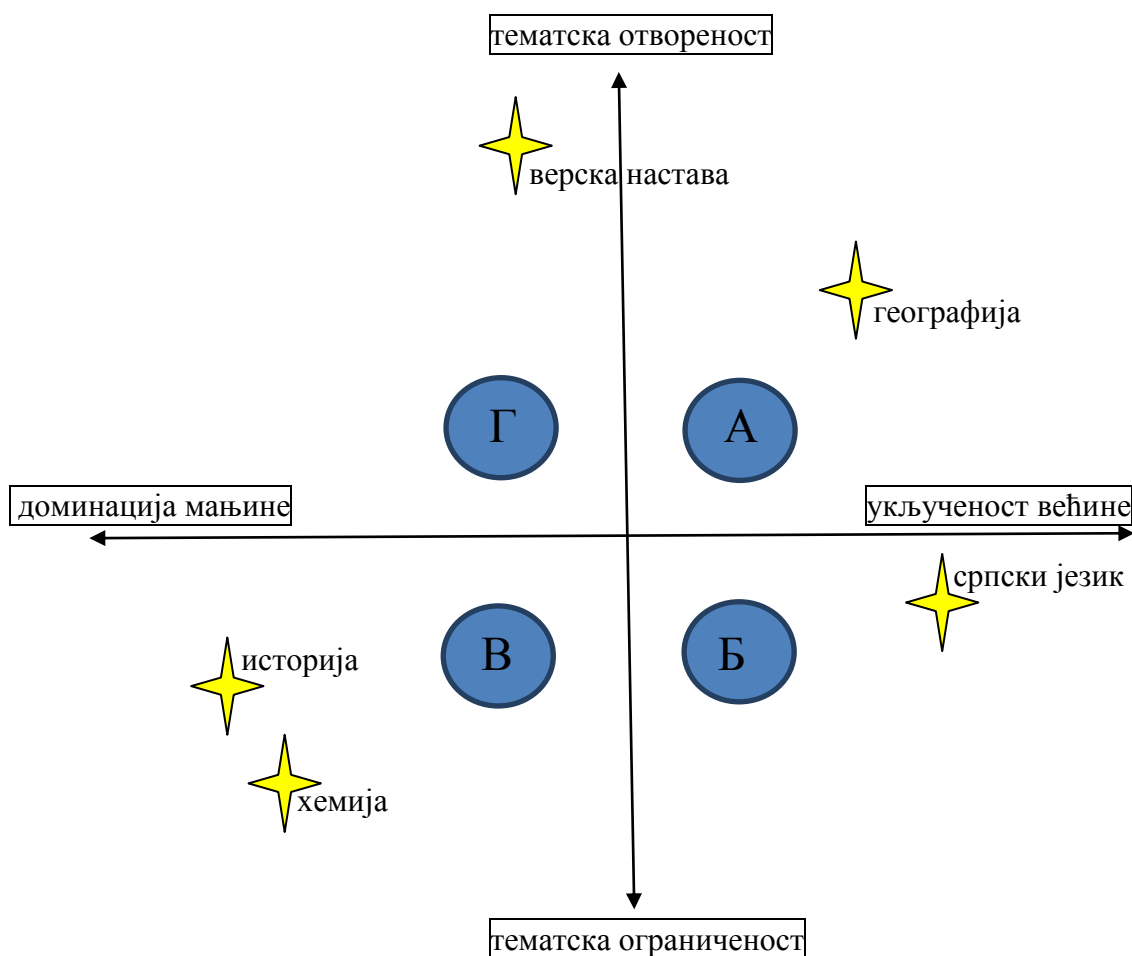 тематска отвореност
верска настава
географија
Г
А
доминација мањине
укљученост већине
српски језик
В
Б
историја
хемија
тематска ограниченост